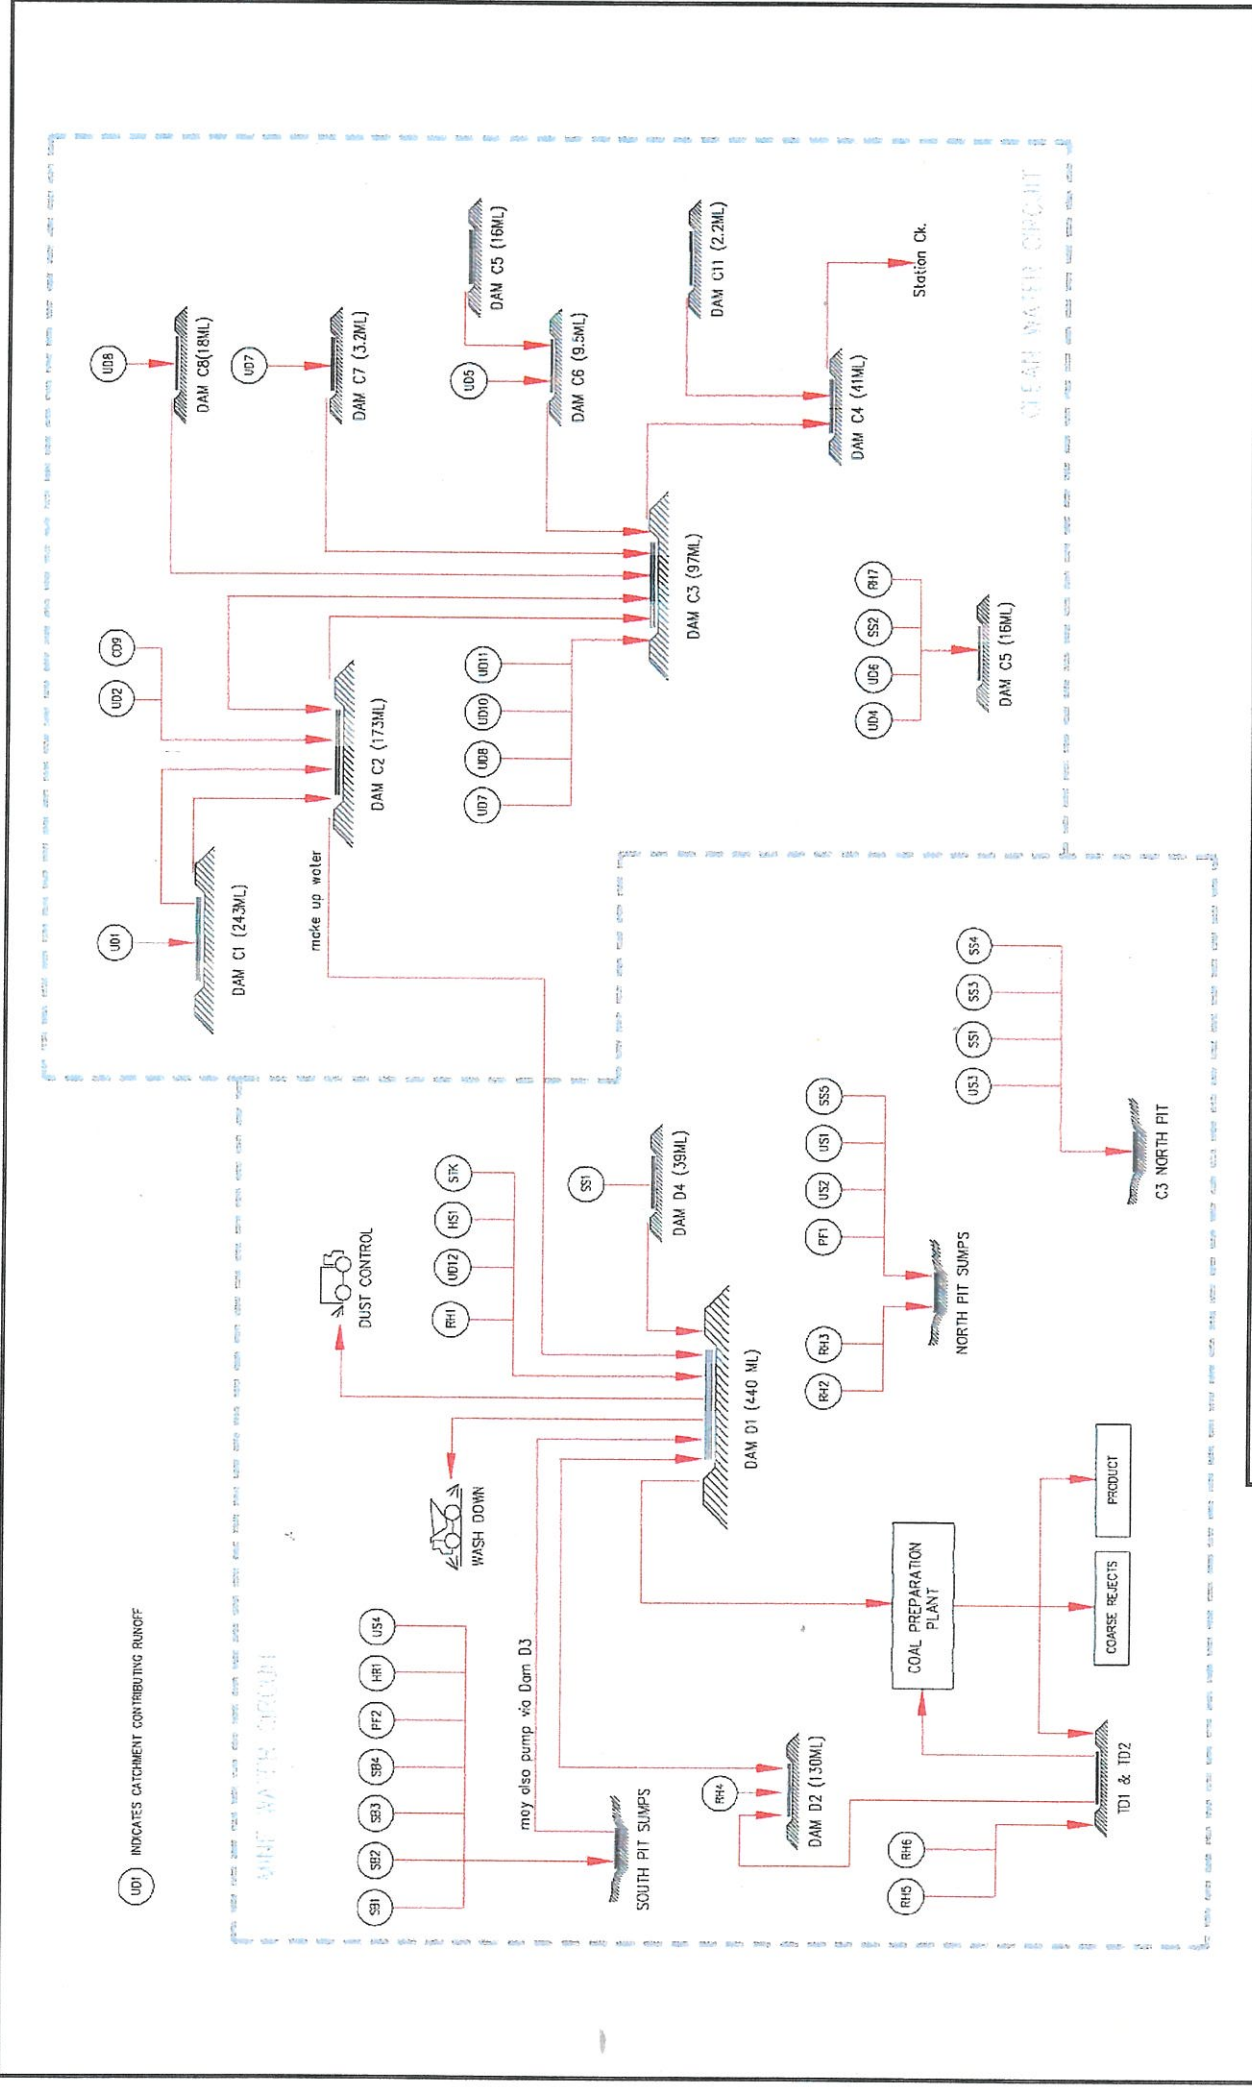 UD1 INDICATES CATCHMENT CONTRIBUTING RUNOFF
MINE WATER CIRCUIT
SB1
SB2
SB3
SB4
PF2
HR1
US4
SOUTH PIT SUMPS
may also pump via Dam D3
WASH DOWN
DUST CONTROL
RH1
UD12
HS1
STK
SS1
DAM D4 (39ML)
DAM D1 (440 ML)
RH4
DAM D2 (130ML)
RH5
RH6
TD1 & TD2
COAL PREPARATION
PLANT
COARSE REJECTS
PRODUCT
RH2
RH3
PF1
US2
US1
SS5
NORTH PIT SUMPS
US3
SS1
SS3
SS4
C3 NORTH PIT
UD1
DAM C1 (243ML)
make up water
UD2
CD9
DAM C2 (173ML)
UD8
DAM C8(18ML)
UD7
DAM C7 (3.2ML)
DAM C5 (16ML)
UD5
DAM C6 (9.5ML)
UD7
UD8
UD10
UD11
DAM C3 (97ML)
DAM C11 (2.2ML)
DAM C4 (41ML)
Station Ck.
UD4
UD6
SS2
RH7
DAM C5 (16ML)
CLEAN WATER CIRCUIT